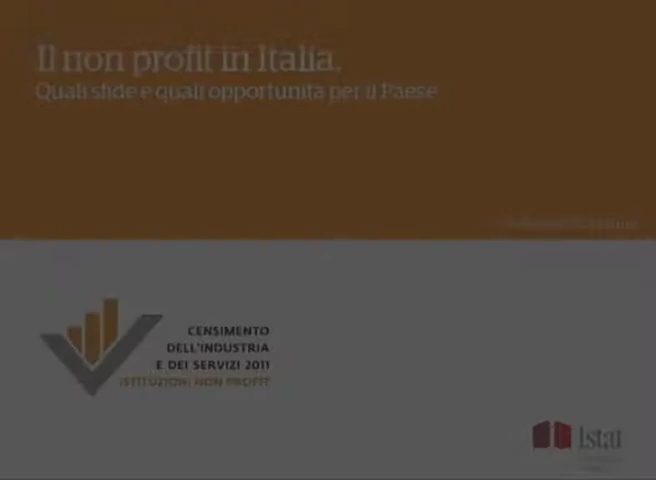 Il non profit in Italia.
Quali sfide e quali opportunità per il Paese
CENSIMENTO
DELL'INDUSTRIA
E DEI SERVIZI 2011
ISTITUZIONI NON PROFIT
Istat